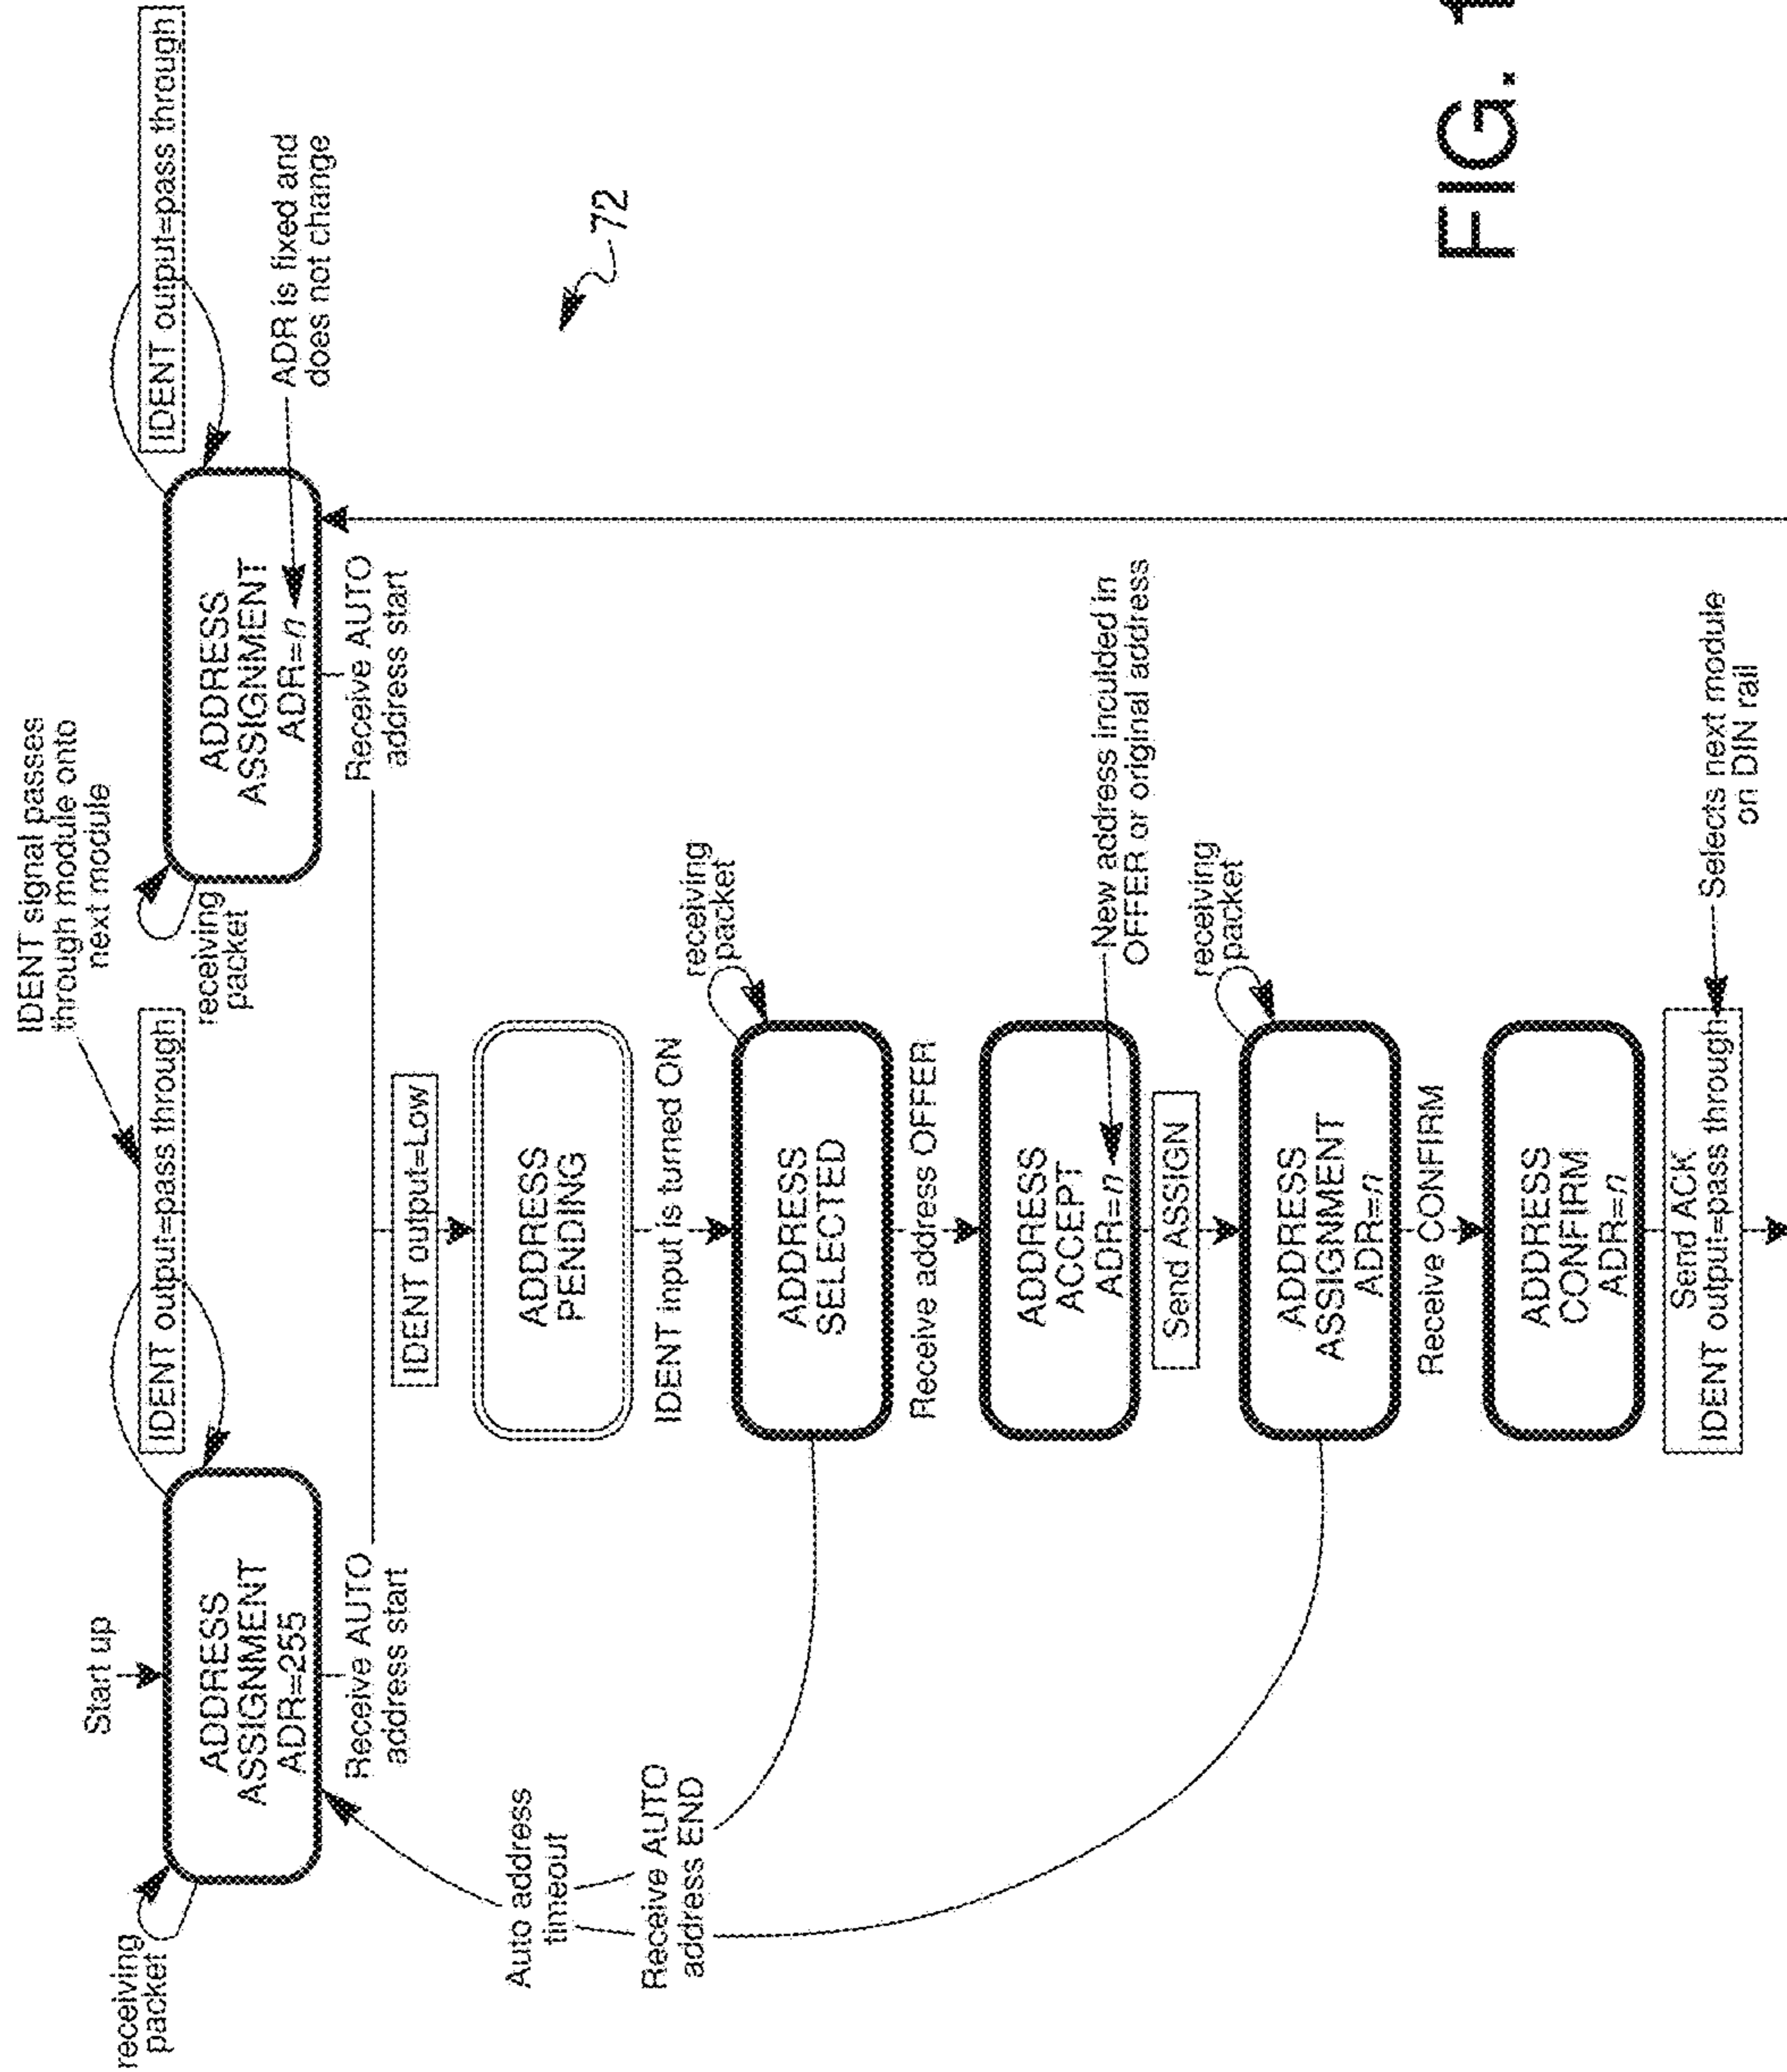 Start up
IDENT signal passes
through module onto
next module
IDENT output=pass through
IDENT output=pass through
receiving
packet
ADDRESS
ASSIGNMENT
ADR=255
receiving
packet
ADDRESS
ASSIGNMENT
ADR=n
ADR is fixed and
does not change
Receive AUTO
address start
Receive AUTO
address start
IDENT output=Low
ADDRESS
PENDING
Auto address
timeout
Receive AUTO
address END
IDENT input is turned ON
72
receiving
packet
ADDRESS
SELECTED
Receive address OFFER
ADDRESS
ACCEPT
ADR=n
New address included in
OFFER or original address
Send ASSIGN
receiving
packet
ADDRESS
ASSIGNMENT
ADR=n
Receive CONFIRM
ADDRESS
CONFIRM
ADR=n
Send ACK
IDENT output=pass through
Selects next module
on DIN rail
FIG.